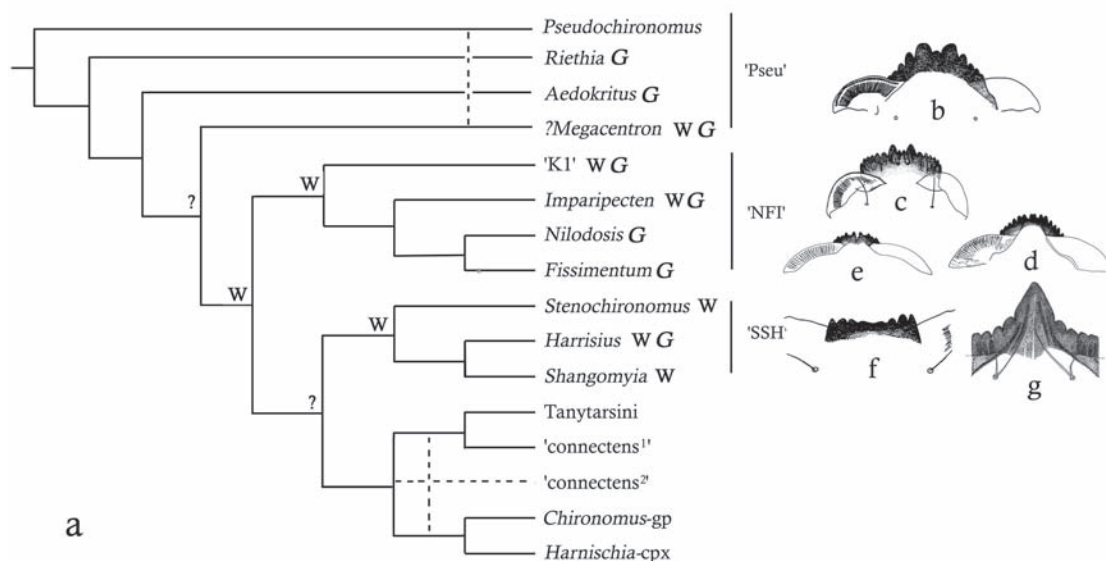 Pseudochironomus
Riethia G
Aedokritus G
?Megacentron W G
'Pseu'
b
?
W
'K1' W G
Imparipecten W G
Nilodosis G
Fissimentum G
'NFI'
c
e
d
W
W
Stenochironomus W
Harrisius W G
Shangomyia W
'SSH'
f
g
?
Tanytarsini
'connectens¹'
'connectens²'
Chironomus-gp
Harnischia-cpx
a